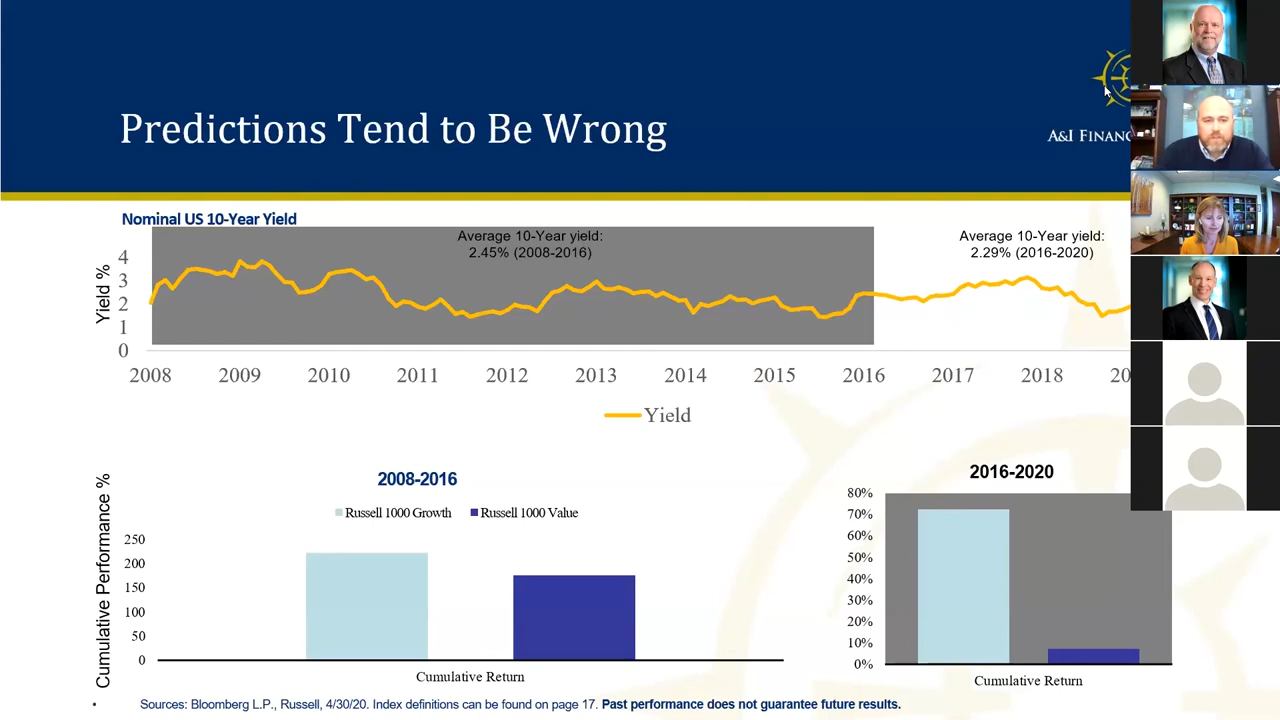 Predictions Tend to Be Wrong
A&I FINANC
Nominal US 10-Year Yield
Average 10-Year yield:
2.45% (2008-2016)
Average 10-Year yield:
2.29% (2016-2020)
Yield %
4
3
2
1
0
2008 2009 2010 2011 2012 2013 2014 2015 2016 2017 2018 20
Yield
Cumulative Performance %
2008-2016
Russell 1000 Growth Russell 1000 Value
250
200
150
100
50
0
Cumulative Return
2016-2020
80%
70%
60%
50%
40%
30%
20%
10%
0%
Cumulative Return
• Sources: Bloomberg L.P., Russell, 4/30/20. Index definitions can be found on page 17. Past performance does not guarantee future results.